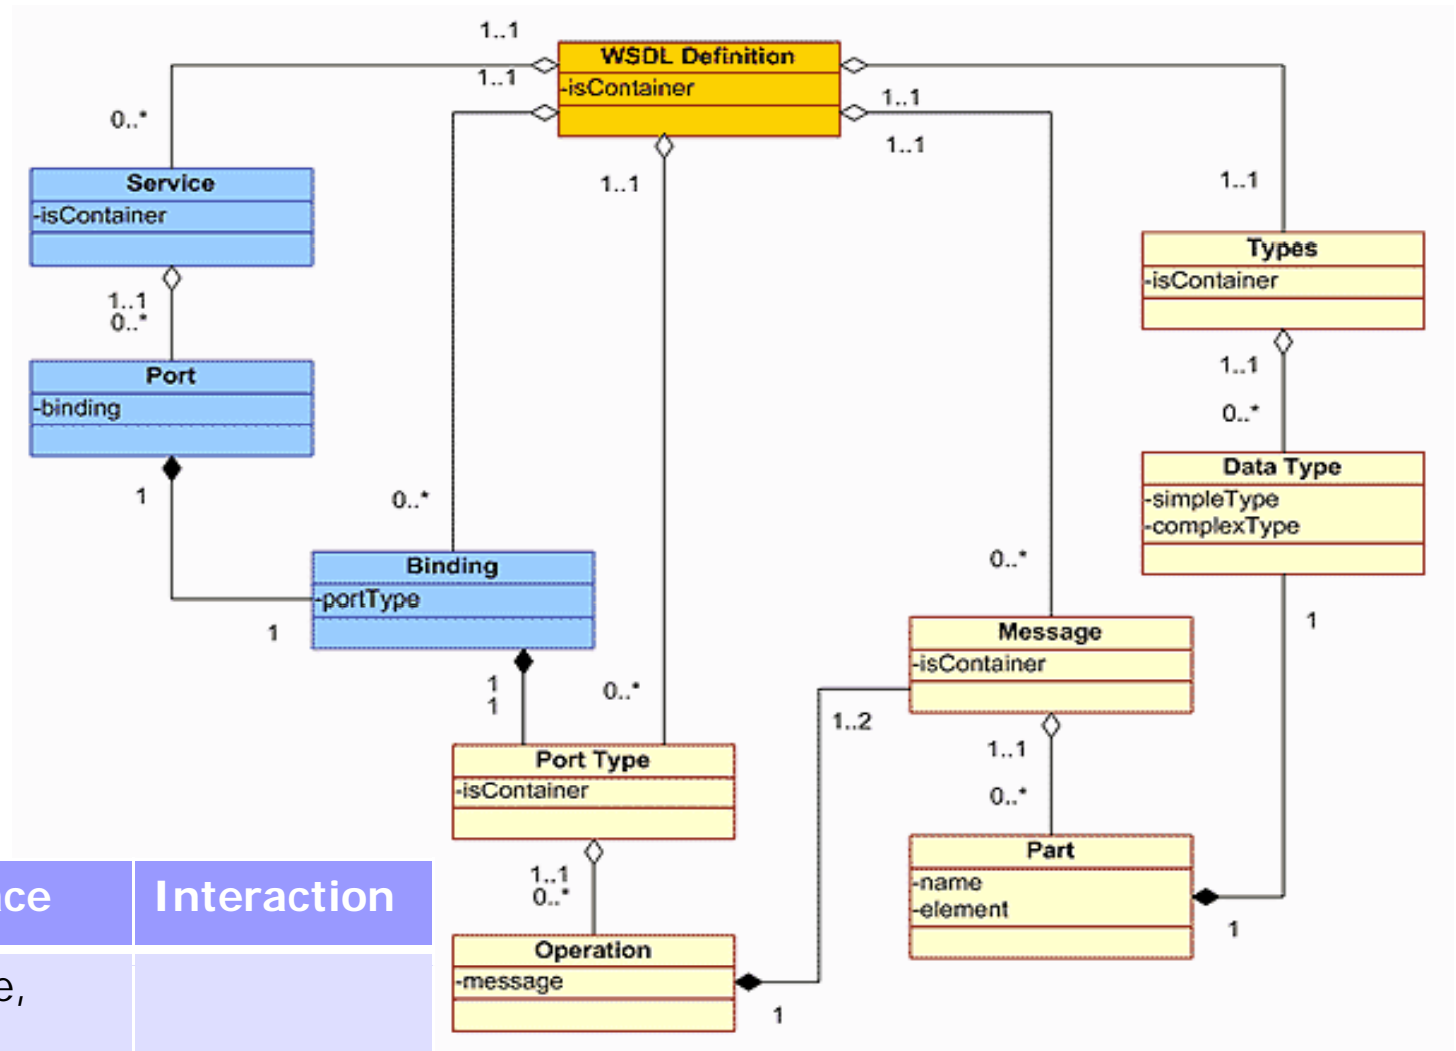 1..1
WSDL Definition
1..1
-isContainer
1..1
0..*
1..1
1..1
1..1
Service
-isContainer
Types
-isContainer
1..1
0..*
1..1
Port
-binding
0..*
Data Type
-simpleType
-complexType
1
0..*
0..*
Binding
-portType
1
1
Message
-isContainer
1
1
0..*
1..2
1..1
Port Type
-isContainer
0..*
Part
-name
-element
1..1
0..*
1
ce
Interaction
Operation
-message
e,
1